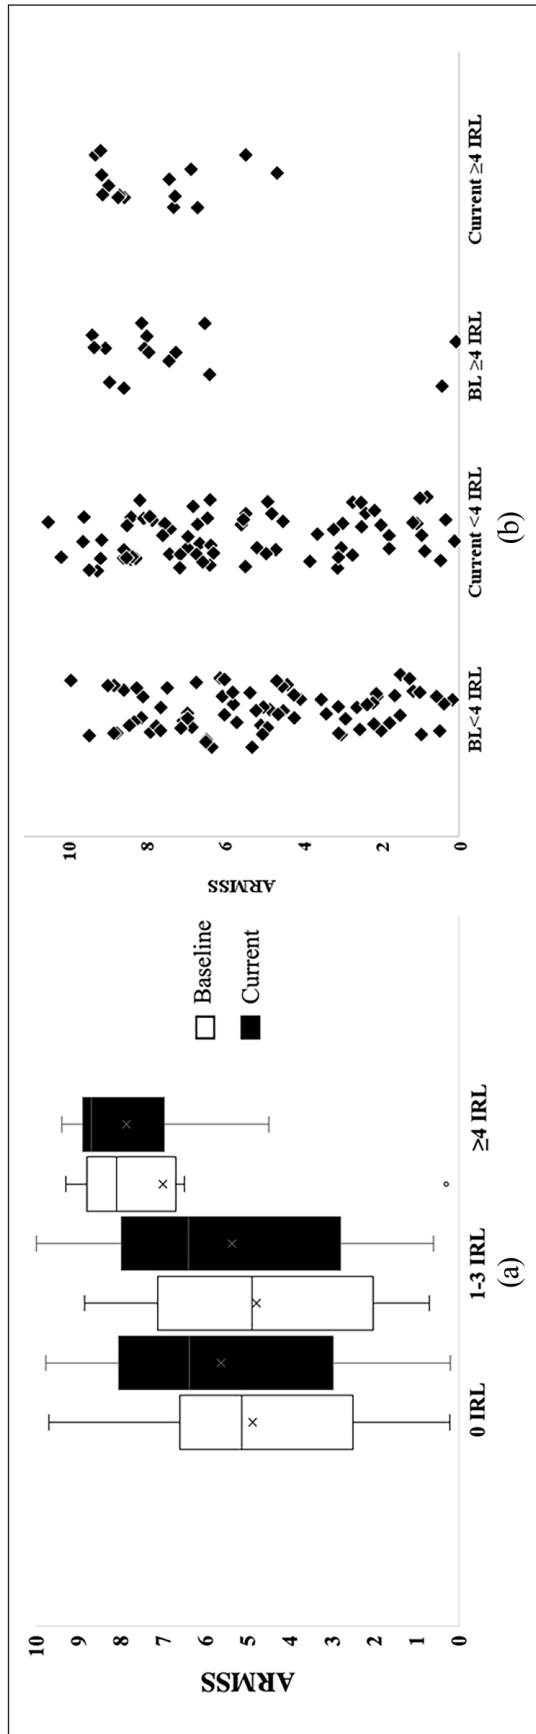 ARMSS
10
9
8
7
6
5
4
3
2
1
0
0 IRL
1-3 IRL
≥4 IRL
Baseline
Current
(a)
ARMSS
10
8
6
4
2
0
BL<4 IRL
Current <4 IRL
BL ≥4 IRL
Current ≥4 IRL
(b)